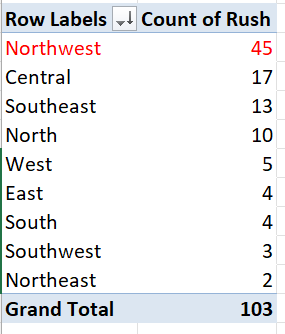 Row Labels Count of Rush
Northwest 45
Central 17
Southeast 13
North 10
West 5
East 4
South 4
Southwest 3
Northeast 2
Grand Total 103